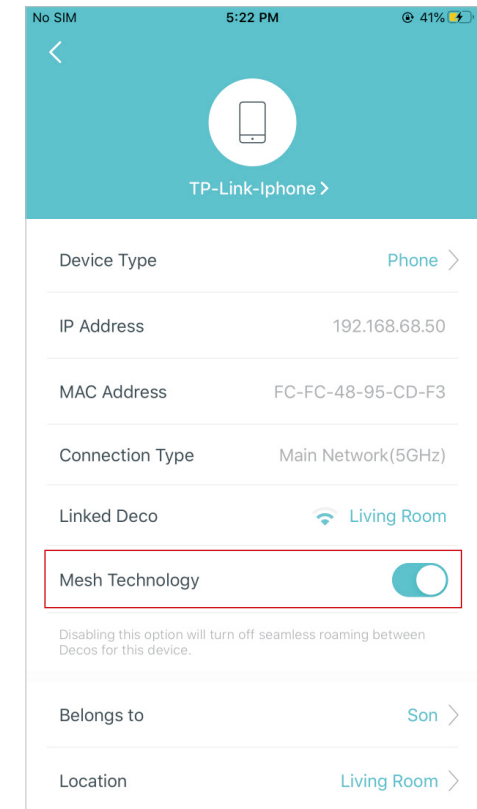 No SIM 5:22 PM 41%
TP-Link-Iphone
Device Type Phone
IP Address 192.168.68.50
MAC Address FC-FC-48-95-CD-F3
Connection Type Main Network(5GHz)
Linked Deco Living Room
Mesh Technology
Disabling this option will turn off seamless roaming between
Decos for this device.
Belongs to Son
Location Living Room